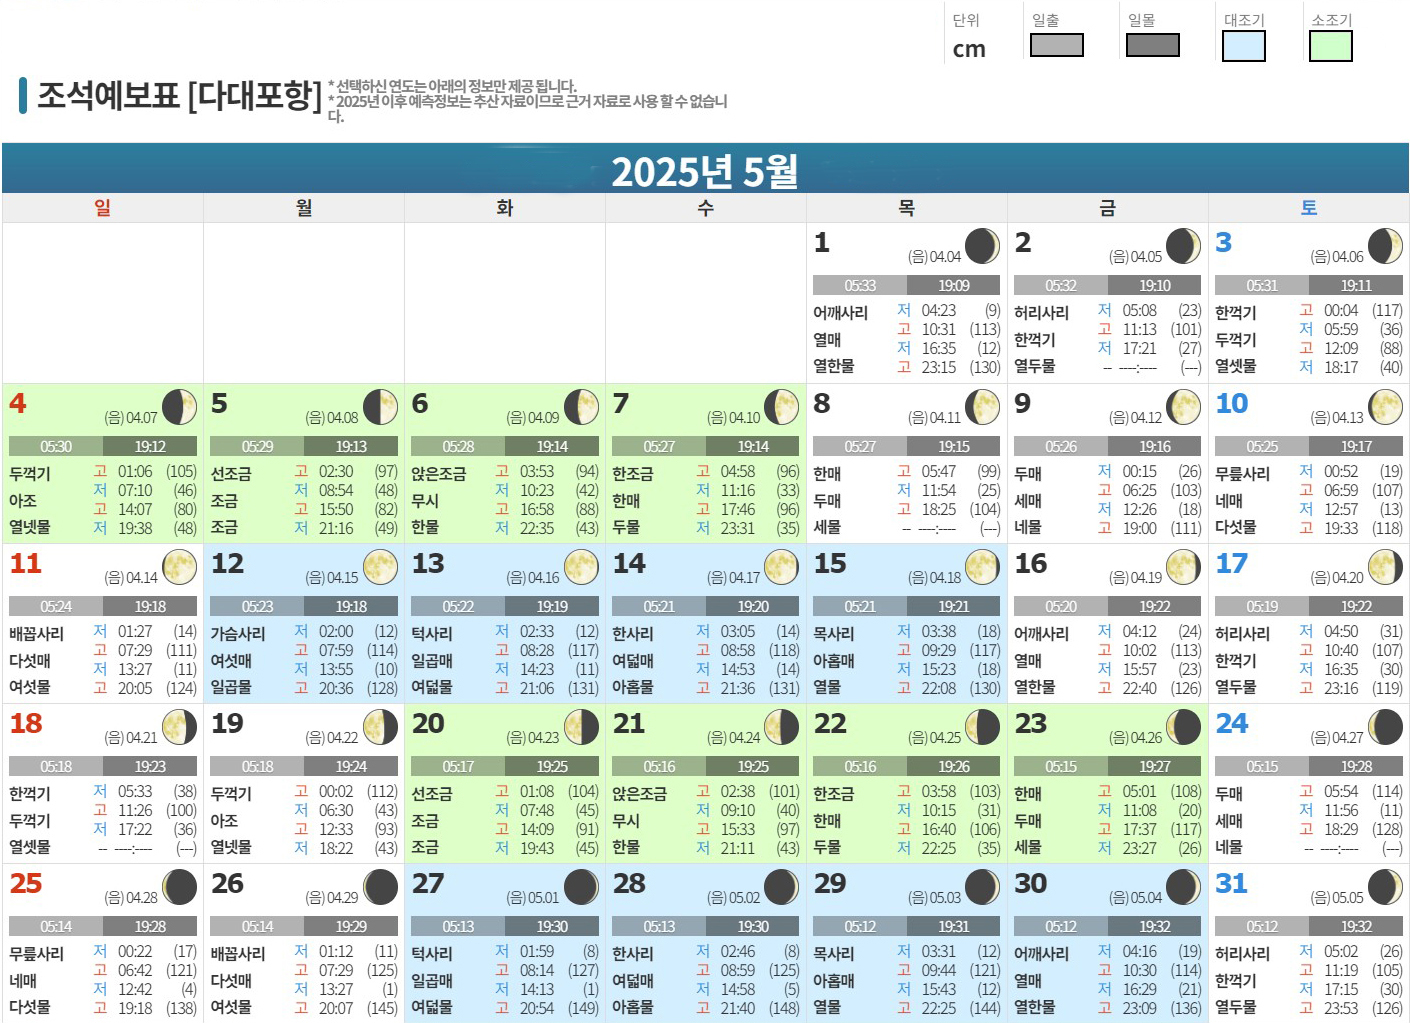 단위 일출 일몰 대조기 소조기
cm
조석예보표 [다대포항]
* 선택하신 연도는 아래의 정보만 제공 됩니다.
* 2025년 이후 예측정보는 추산 자료이므로 근거 자료로 사용 할 수 없습니
다.
2025년 5월
일 월 화 수 목 금 토
1 (음) 04.04
05:33 19:09
어깨사리 저 04:23 (9)
고 10:31 (113)
열매
저 16:35 (12)
열한물 고 23:15 (130)
2 (음) 04.05
05:32 19:10
허리사리 저 05:08 (23)
고 11:13 (101)
한꺽기
저 17:21 (27)
열두물 -- ----:---- (---)
3 (음) 04.06
05:31 19:11
한꺽기 고 00:04 (117)
저 05:59 (36)
두꺽기
고 12:09 (88)
열셋물 저 18:17 (40)
4 (음) 04.07
05:30 19:12
두꺽기 고 01:06 (105)
저 07:10 (46)
아조
고 14:07 (80)
열넷물 저 19:38 (48)
5 (음) 04.08
05:29 19:13
선조금 고 02:30 (97)
저 08:54 (48)
조금
고 15:50 (82)
조금 저 21:16 (49)
6 (음) 04.09
05:28 19:14
앉은조금 고 03:53 (94)
저 10:23 (42)
무시
고 16:58 (88)
한물 저 22:35 (43)
7 (음) 04.10
05:27 19:14
한조금 고 04:58 (96)
저 11:16 (33)
한매
고 17:46 (96)
두물 저 23:31 (35)
8 (음) 04.11
05:27 19:15
한매 고 05:47 (99)
저 11:54 (25)
두매
고 18:25 (104)
세물 -- ----:---- (---)
9 (음) 04.12
05:26 19:16
두매 저 00:15 (26)
고 06:25 (103)
세매
저 12:26 (18)
네물 고 19:00 (111)
10 (음) 04.13
05:25 19:17
무릎사리 저 00:52 (19)
고 06:59 (107)
네매
저 12:57 (13)
다섯물 고 19:33 (118)
11 (음) 04.14
05:24 19:18
배꼽사리 저 01:27 (14)
고 07:29 (111)
다섯매
저 13:27 (11)
여섯물 고 20:05 (124)
12 (음) 04.15
05:23 19:18
가슴사리 저 02:00 (12)
고 07:59 (114)
여섯매
저 13:55 (10)
일곱물 고 20:36 (128)
13 (음) 04.16
05:22 19:19
턱사리 저 02:33 (12)
고 08:28 (117)
일곱매
저 14:23 (11)
여덟물 고 21:06 (131)
14 (음) 04.17
05:21 19:20
한사리 저 03:05 (14)
고 08:58 (118)
여덟매
저 14:53 (14)
아홉물 고 21:36 (131)
15 (음) 04.18
05:21 19:21
목사리 저 03:38 (18)
고 09:29 (117)
아홉매
저 15:23 (18)
열물 고 22:08 (130)
16 (음) 04.19
05:20 19:22
어깨사리 저 04:12 (24)
고 10:02 (113)
열매
저 15:57 (23)
열한물 고 22:40 (126)
17 (음) 04.20
05:19 19:22
허리사리 저 04:50 (31)
고 10:40 (107)
한꺽기
저 16:35 (30)
열두물 고 23:16 (119)
18 (음) 04.21
05:18 19:23
한꺽기 저 05:33 (38)
고 11:26 (100)
두꺽기
저 17:22 (36)
열셋물 -- ----:---- (---)
19 (음) 04.22
05:18 19:24
두꺽기 고 00:02 (112)
저 06:30 (43)
아조
고 12:33 (93)
열넷물 저 18:22 (43)
20 (음) 04.23
05:17 19:25
선조금 고 01:08 (104)
저 07:48 (45)
조금
고 14:09 (91)
조금 저 19:43 (45)
21 (음) 04.24
05:16 19:25
앉은조금 고 02:38 (101)
저 09:10 (40)
무시
고 15:33 (97)
한물 저 21:11 (43)
22 (음) 04.25
05:16 19:26
한조금 고 03:58 (103)
저 10:15 (31)
한매
고 16:40 (106)
두물 저 22:25 (35)
23 (음) 04.26
05:15 19:27
한매 고 05:01 (108)
저 11:08 (20)
두매
고 17:37 (117)
세물 저 23:27 (26)
24 (음) 04.27
05:15 19:28
두매 고 05:54 (114)
저 11:56 (11)
세매
고 18:29 (128)
네물 -- ----:---- (---)
25 (음) 04.28
05:14 19:28
무릎사리 저 00:22 (17)
고 06:42 (121)
네매
저 12:42 (4)
다섯물 고 19:18 (138)
26 (음) 04.29
05:14 19:29
배꼽사리 저 01:12 (11)
고 07:29 (125)
다섯매
저 13:27 (1)
여섯물 고 20:07 (145)
27 (음) 05.01
05:13 19:30
턱사리 저 01:59 (8)
고 08:14 (127)
일곱매
저 14:13 (1)
여덟물 고 20:54 (149)
28 (음) 05.02
05:13 19:30
한사리 저 02:46 (8)
고 08:59 (125)
여덟매
저 14:58 (5)
아홉물 고 21:40 (148)
29 (음) 05.03
05:12 19:31
목사리 저 03:31 (12)
고 09:44 (121)
아홉매
저 15:43 (12)
열물 고 22:25 (144)
30 (음) 05.04
05:12 19:32
어깨사리 저 04:16 (19)
고 10:30 (114)
열매
저 16:29 (21)
열한물 고 23:09 (136)
31 (음) 05.05
05:12 19:32
허리사리 저 05:02 (26)
고 11:19 (105)
한꺽기
저 17:15 (30)
열두물 고 23:53 (126)